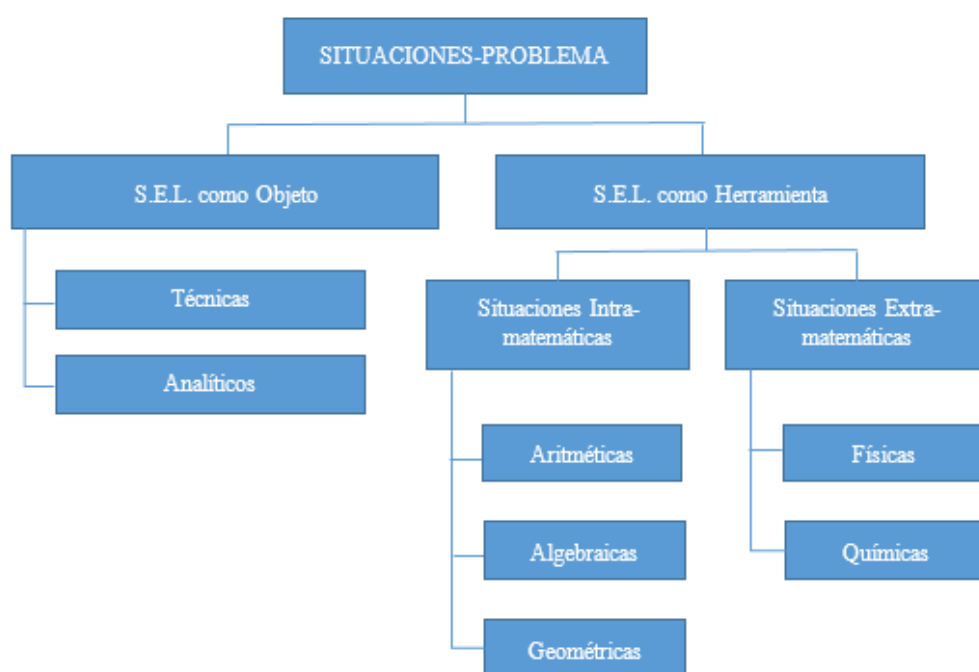 SITUACIONES-PROBLEMA
S.E.L. como Objeto
S.E.L. como Herramienta
Técnicas
Analíticos
Situaciones Intra-
matemáticas
Situaciones Extra-
matemáticas
Aritméticas
Algebraicas
Geométricas
Físicas
Químicas